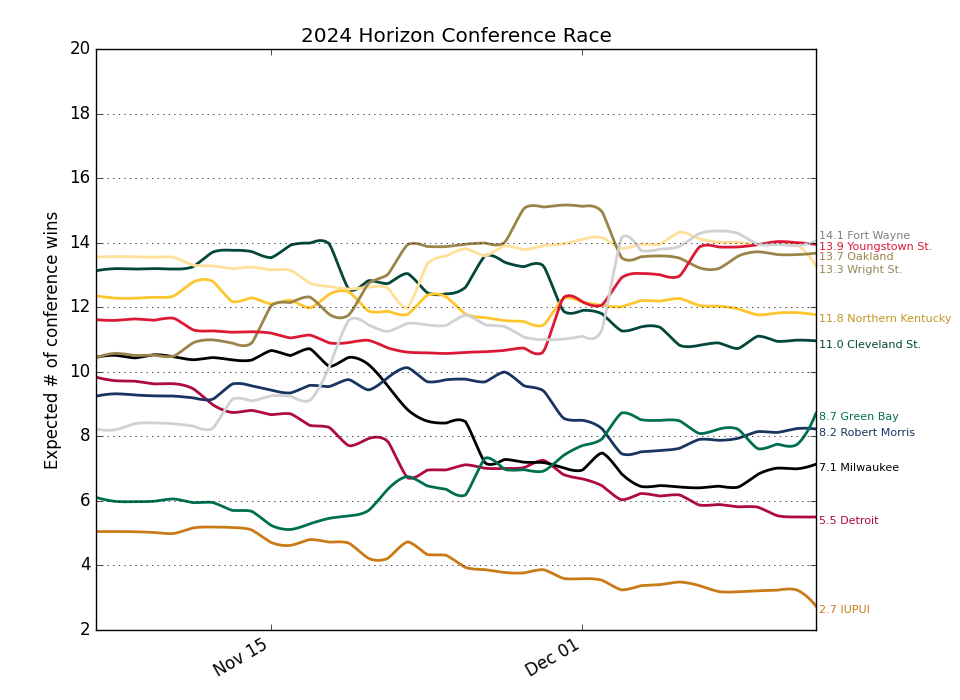 2024 Horizon Conference Race
Expected # of conference wins
20
18
16
14
12
10
8
6
4
2
Nov 15
Dec 01
14.1 Fort Wayne
13.9 Youngstown St.
13.7 Oakland
13.3 Wright St.
11.8 Northern Kentucky
11.0 Cleveland St.
8.7 Green Bay
8.2 Robert Morris
7.1 Milwaukee
5.5 Detroit
2.7 IUPUI